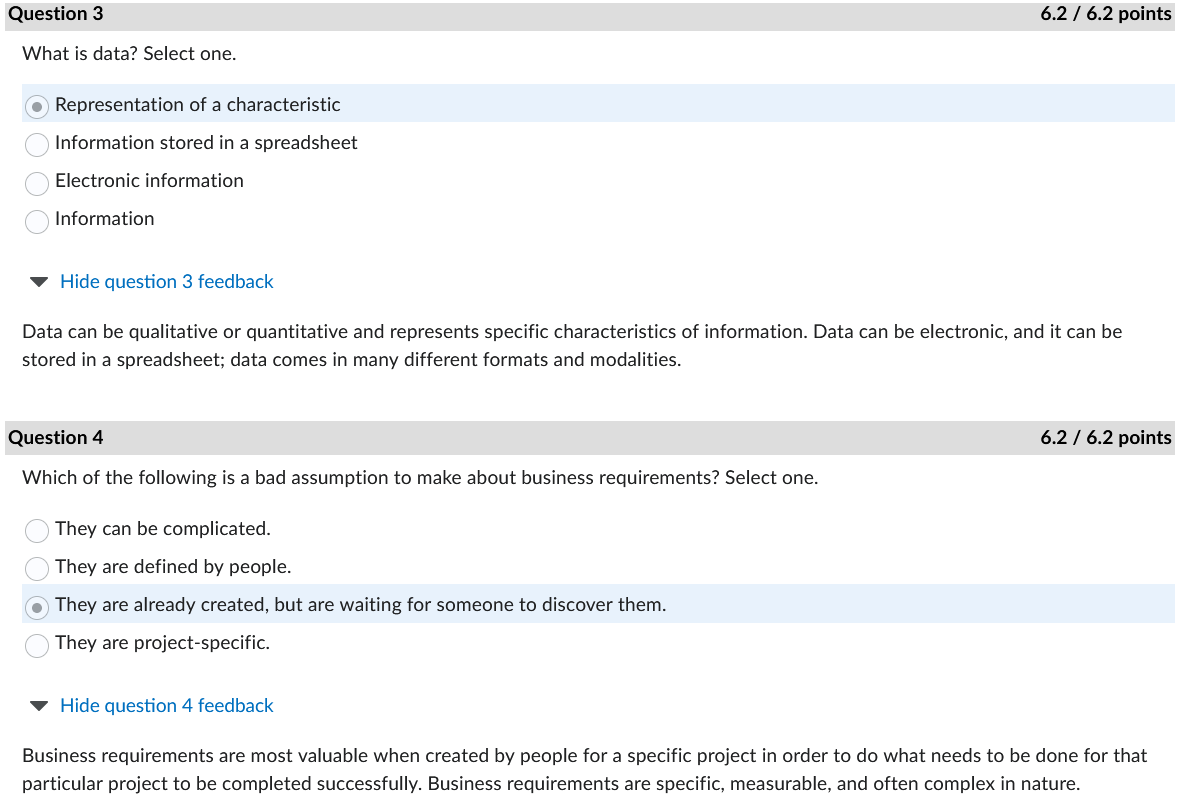 Question 3 6.2 / 6.2 points
What is data? Select one.
Representation of a characteristic
Information stored in a spreadsheet
Electronic information
Information
Hide question 3 feedback
Data can be qualitative or quantitative and represents specific characteristics of information. Data can be electronic, and it can be
stored in a spreadsheet; data comes in many different formats and modalities.
Question 4 6.2 / 6.2 points
Which of the following is a bad assumption to make about business requirements? Select one.
They can be complicated.
They are defined by people.
They are already created, but are waiting for someone to discover them.
They are project-specific.
Hide question 4 feedback
Business requirements are most valuable when created by people for a specific project in order to do what needs to be done for that
particular project to be completed successfully. Business requirements are specific, measurable, and often complex in nature.